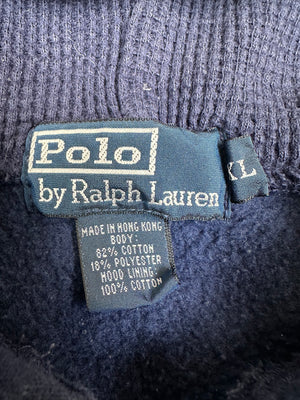 Polo
by Ralph Lauren
XL
MADE IN HONG KONG
BODY:
82% COTTON
18% POLYESTER
HOOD LINING:
100% COTTON